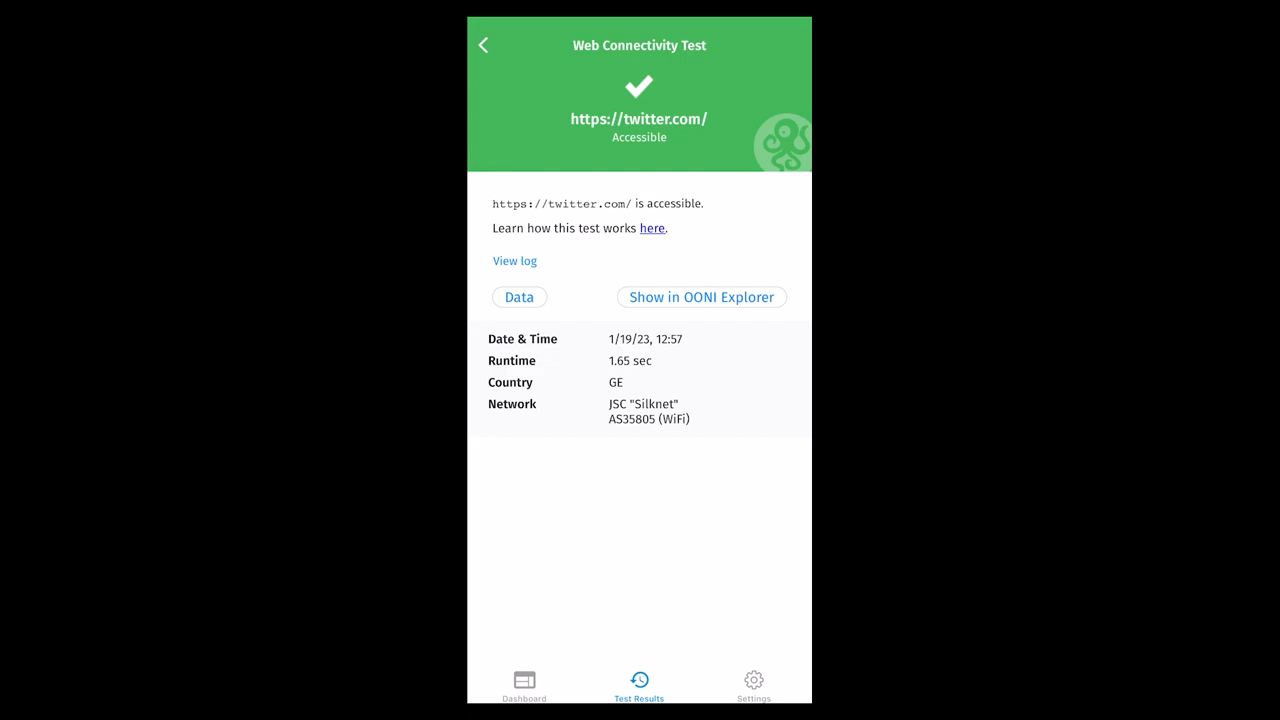 Web Connectivity Test
https://twitter.com/
Accessible
https://twitter.com/ is accessible.
Learn how this test works here.
View log
Data
Show in OONI Explorer
Date & Time 1/19/23, 12:57
Runtime 1.65 sec
Country GE
Network JSC "Silknet"
AS35805 (WiFi)
Dashboard Test Results Settings